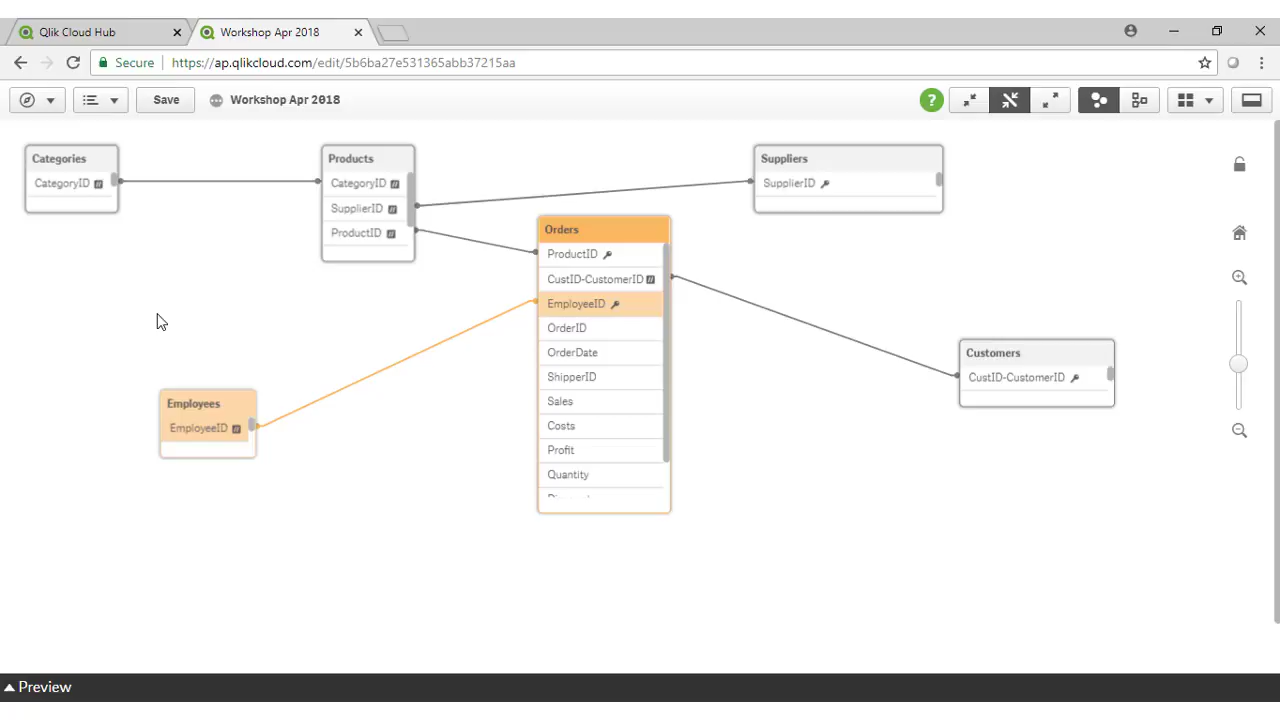 Qlik Cloud Hub
Workshop Apr 2018
Secure
https://ap.qlikcloud.com/edit/5b6ba27e531365abb37215aa
Save
Workshop Apr 2018
?
Categories
CategoryID
Products
CategoryID
SupplierID
ProductID
Suppliers
SupplierID
Orders
ProductID
CustID-CustomerID
EmployeeID
OrderID
OrderDate
ShipperID
Sales
Costs
Profit
Quantity
Customers
CustID-CustomerID
Employees
EmployeeID
Preview